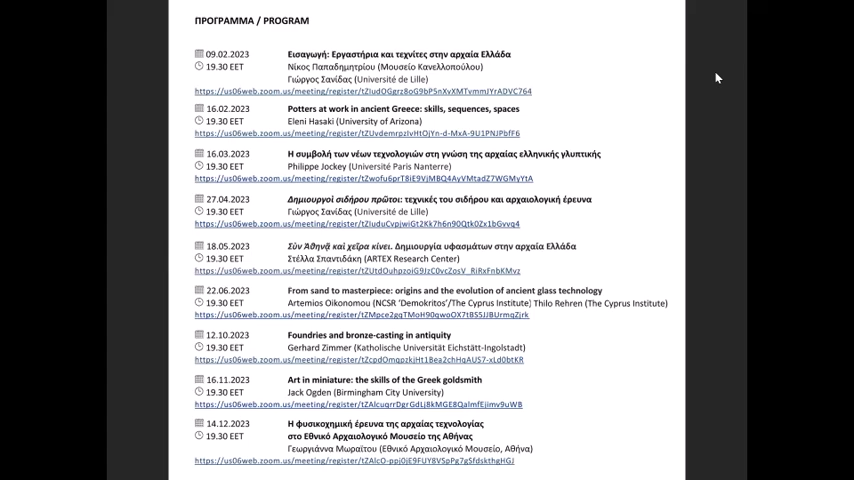 ΠΡΟΓΡΑΜΜΑ / PROGRAM
09.02.2023 Εισαγωγή: Εργαστήρια και τεχνίτες στην αρχαία Ελλάδα
19.30 EET Νίκος Παπαδημητρίου (Μουσείο Κανελλοπούλου)
Γιώργος Σανίδας (Université de Lille)
16.02.2023 Potters at work in ancient Greece: skills, sequences, spaces
19.30 EET Eleni Hasaki (University of Arizona)
16.03.2023 Η συμβολή των νέων τεχνολογιών στη γνώση της αρχαίας ελληνικής γλυπτικής
19.30 EET Philippe Jockey (Université Paris Nanterre)
27.04.2023 Δημιουργοὶ σιδήρου πρῶτοι: τεχνικές του σιδήρου και αρχαιολογική έρευνα
19.30 EET Γιώργος Σανίδας (Université de Lille)
18.05.2023 Σὺν Ἀθηνᾷ καὶ χεῖρα κίνει. Δημιουργία υφασμάτων στην αρχαία Ελλάδα
19.30 EET Στέλλα Σπαντιδάκη (ARTEX Research Center)
22.06.2023 From sand to masterpiece: origins and the evolution of ancient glass technology
19.30 EET Artemios Oikonomou (NCSR ‘Demokritos’/The Cyprus Institute) Thilo Rehren (The Cyprus Institute)
12.10.2023 Foundries and bronze-casting in antiquity
19.30 EET Gerhard Zimmer (Katholische Universität Eichstätt-Ingolstadt)
16.11.2023 Art in miniature: the skills of the Greek goldsmith
19.30 EET Jack Ogden (Birmingham City University)
14.12.2023 Η φυσικοχημική έρευνα της αρχαίας τεχνολογίας
19.30 EET στο Εθνικό Αρχαιολογικό Μουσείο της Αθήνας
Γεωργιάννα Μωραΐτου (Εθνικό Αρχαιολογικό Μουσείο, Αθήνα)